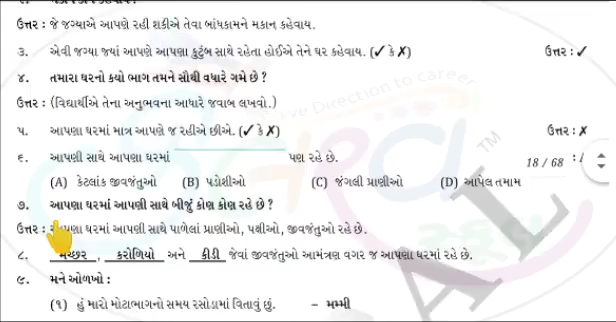 ઉત્તર : જે જગ્યાએ આપણે રહી શકીએ તેવા બાંધકામને મકાન કહેવાય.
૩. એવી જગ્યા જ્યાં આપણે આપણા કુટુંબ સાથે રહેતા હોઈએ તેને ઘર કહેવાય. (✓ કે ✗) ઉત્તર : ✓
૪. તમારા ઘરનો કયો ભાગ તમને સૌથી વધારે ગમે છે ?
ઉત્તર : (વિદ્યાર્થીએ તેના અનુભવના આધારે જવાબ લખવો.)
૫. આપણા ઘરમાં માત્ર આપણે જ રહીએ છીએ. (✓ કે ✗) ઉત્તર : ✗
૬. આપણી સાથે આપણા ઘરમાં પણ રહે છે. 18 / 68
(A) કેટલાંક જીવજંતુઓ (B) પડોશીઓ (C) જંગલી પ્રાણીઓ (D) આપેલ તમામ
૭. આપણા ઘરમાં આપણી સાથે બીજું કોણ કોણ રહે છે ?
ઉત્તર : આપણા ઘરમાં આપણી સાથે પાળેલાં પ્રાણીઓ, પક્ષીઓ, જીવજંતુઓ રહે છે.
૮. મચ્છર , કરોળિયો અને કીડી જેવાં જીવજંતુઓ આમંત્રણ વગર જ આપણા ઘરમાં રહે છે.
૯. મને ઓળખો :
(૧) હું મારો મોટાભાગનો સમય રસોડામાં વિતાવું છું. – મમ્મી